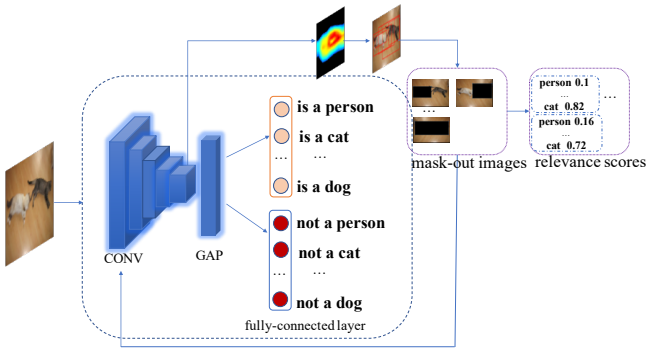 is a person
is a cat
... ...
is a dog
not a person
not a cat
... ...
not a dog
CONV
GAP
fully-connected layer
...
mask-out images
person 0.1
...
cat 0.82
...
person 0.16
...
cat 0.72
relevance scores